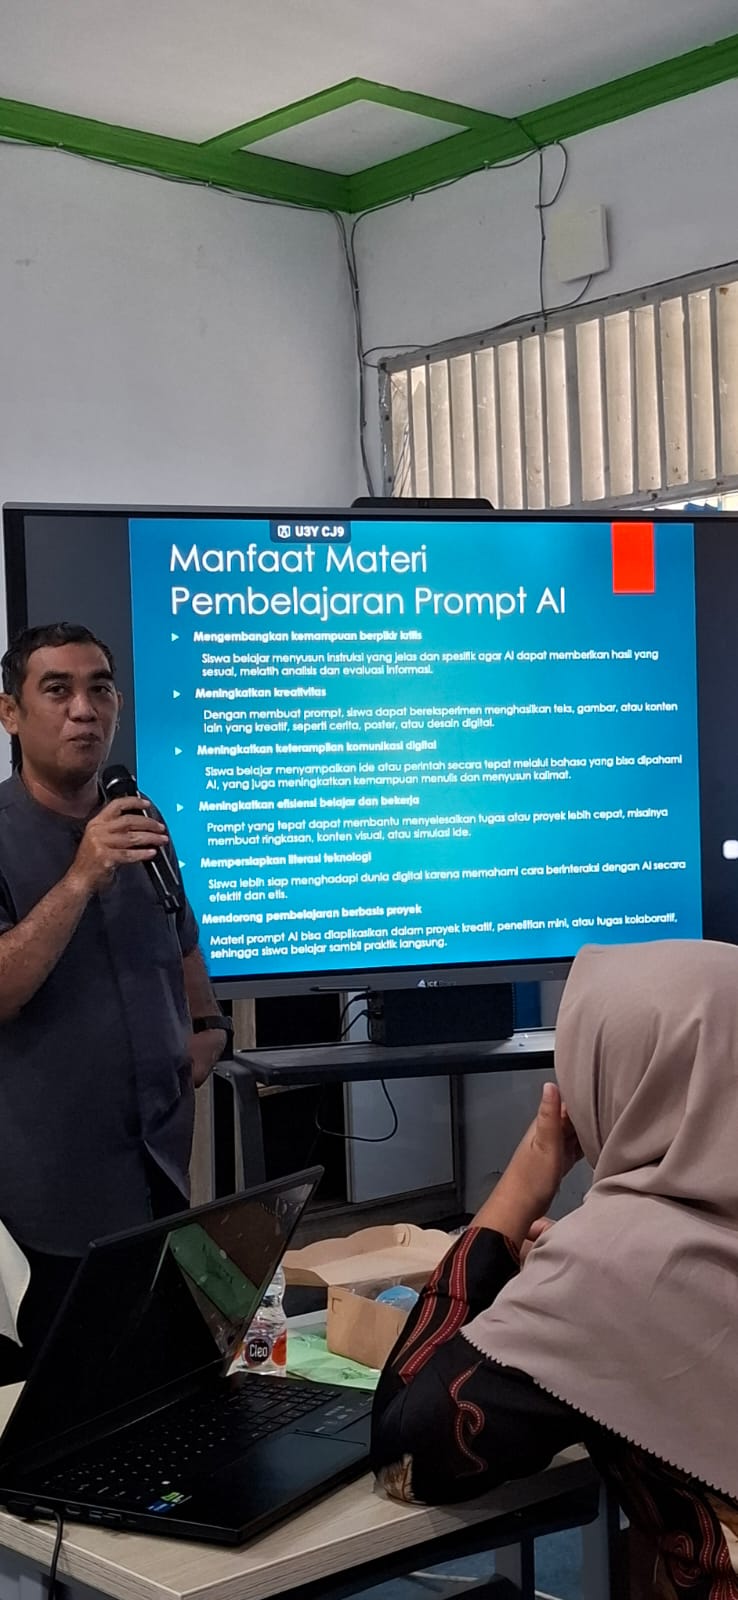 U3Y CJ9
Manfaat Materi
Pembelajaran Prompt AI
Mengembangkan kemampuan berpikir kritis
Siswa belajar menyusun instruksi yang jelas dan spesifik agar AI dapat memberikan hasil yang
sesuai, melatih analisis dan evaluasi informasi.
Meningkatkan kreativitas
Dengan membuat prompt, siswa dapat bereksperimen menghasilkan teks, gambar, atau konten
lain yang kreatif, seperti cerita, poster, atau desain digital.
Meningkatkan keterampilan komunikasi digital
Siswa belajar menyampaikan ide atau perintah secara tepat melalui bahasa yang bisa dipahami
AI, yang juga meningkatkan kemampuan menulis dan menyusun kalimat.
Meningkatkan efisiensi belajar dan bekerja
Prompt yang tepat dapat membantu menyelesaikan tugas atau proyek lebih cepat, misalnya
membuat ringkasan, konten visual, atau simulasi ide.
Mempersiapkan literasi teknologi
Siswa lebih siap menghadapi dunia digital karena memahami cara berinteraksi dengan AI secara
efektif dan etis.
Mendorong pembelajaran berbasis proyek
Materi prompt AI bisa diaplikasikan dalam proyek kreatif, penelitian mini, atau tugas kolaboratif,
sehingga siswa belajar sambil praktik langsung.
Cleo